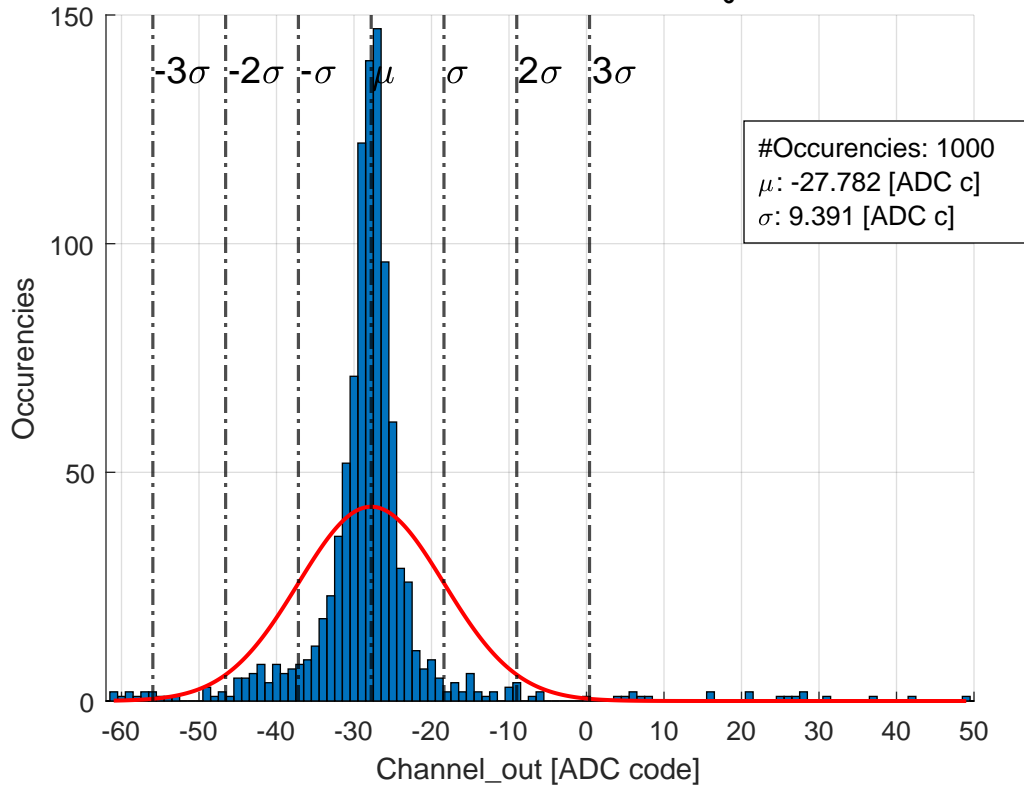 150
-3σ -2σ -σ μ σ 2σ 3σ
#Occurencies: 1000
μ: -27.782 [ADC c]
σ: 9.391 [ADC c]
100
Occurencies
50
0
-60 -50 -40 -30 -20 -10 0 10 20 30 40 50
Channel_out [ADC code]